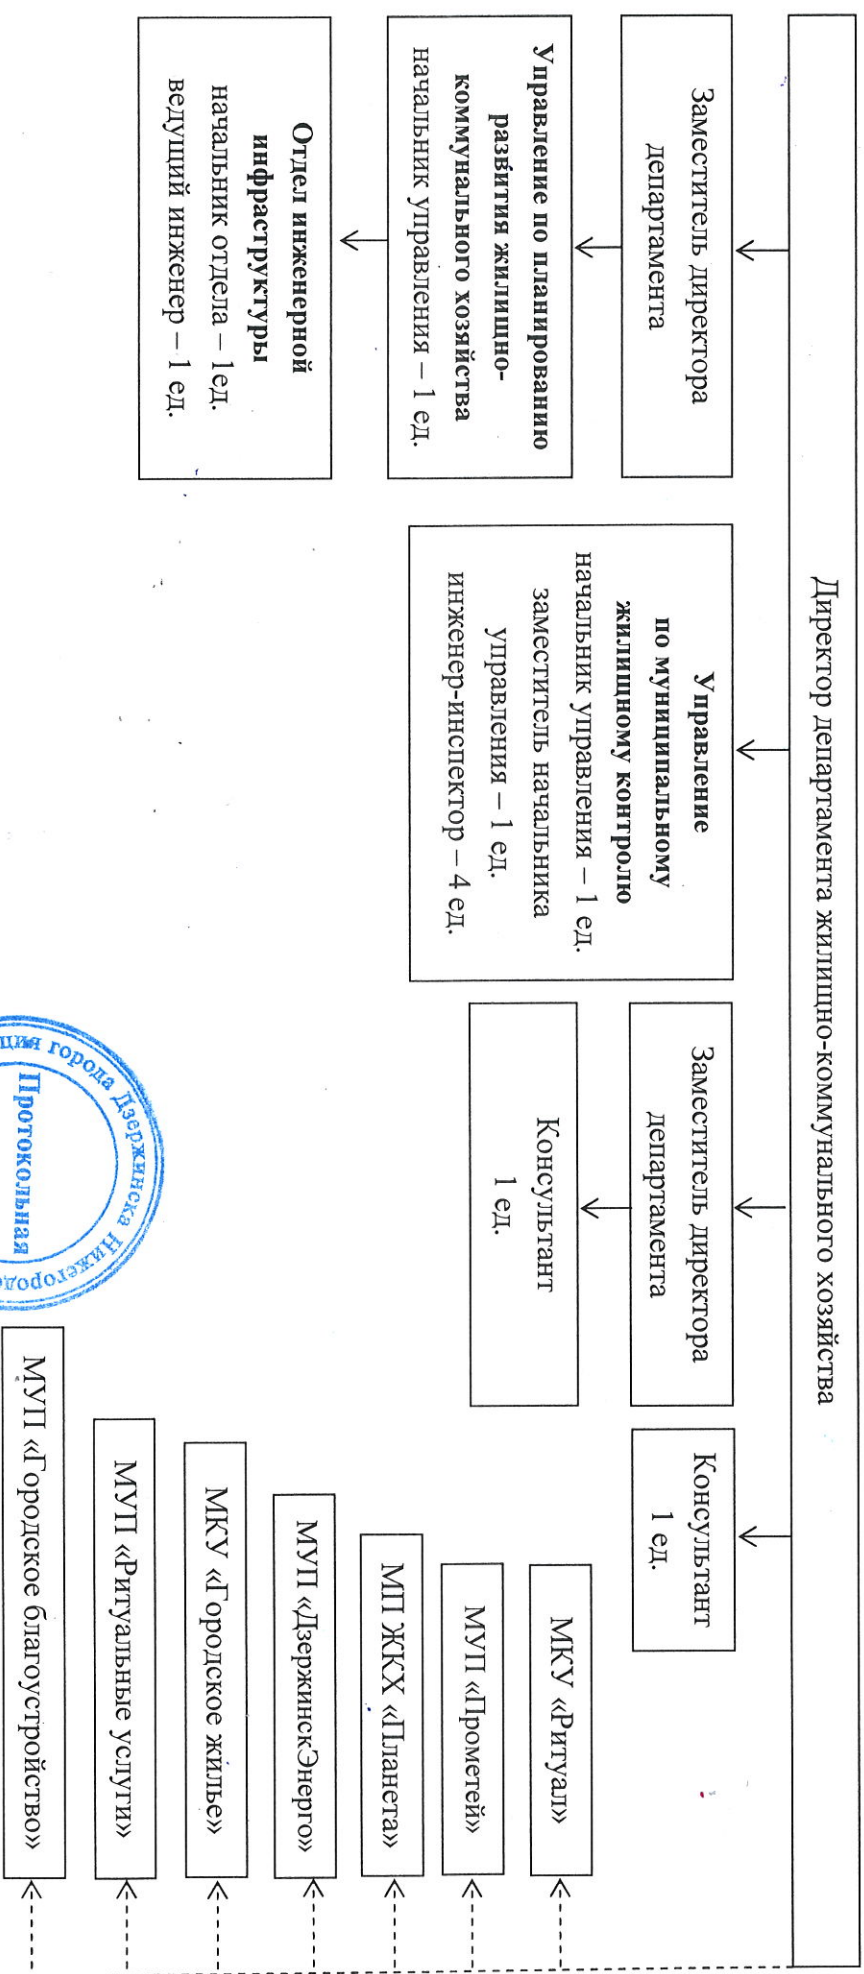 Директор департамента жилищно-коммунального хозяйства
Заместитель директора
департамента
Управление по планированию
развития жилищно-
коммунального хозяйства
начальник управления – 1 ед.
Отдел инженерной
инфраструктуры
начальник отдела – 1ед.
ведущий инженер – 1 ед.
Управление
по муниципальному
жилищному контролю
начальник управления – 1 ед.
заместитель начальника
управления – 1 ед.
инженер-инспектор – 4 ед.
Заместитель директора
департамента
Консультант
1 ед.
Консультант
1 ед.
МКУ «Ритуал»
МУП «Прометей»
МП ЖКХ «Планета»
МУП «ДзержинскЭнерго»
МКУ «Городское жилье»
МУП «Ритуальные услуги»
МУП «Городское благоустройство»
города Дзержинска
Протокольная